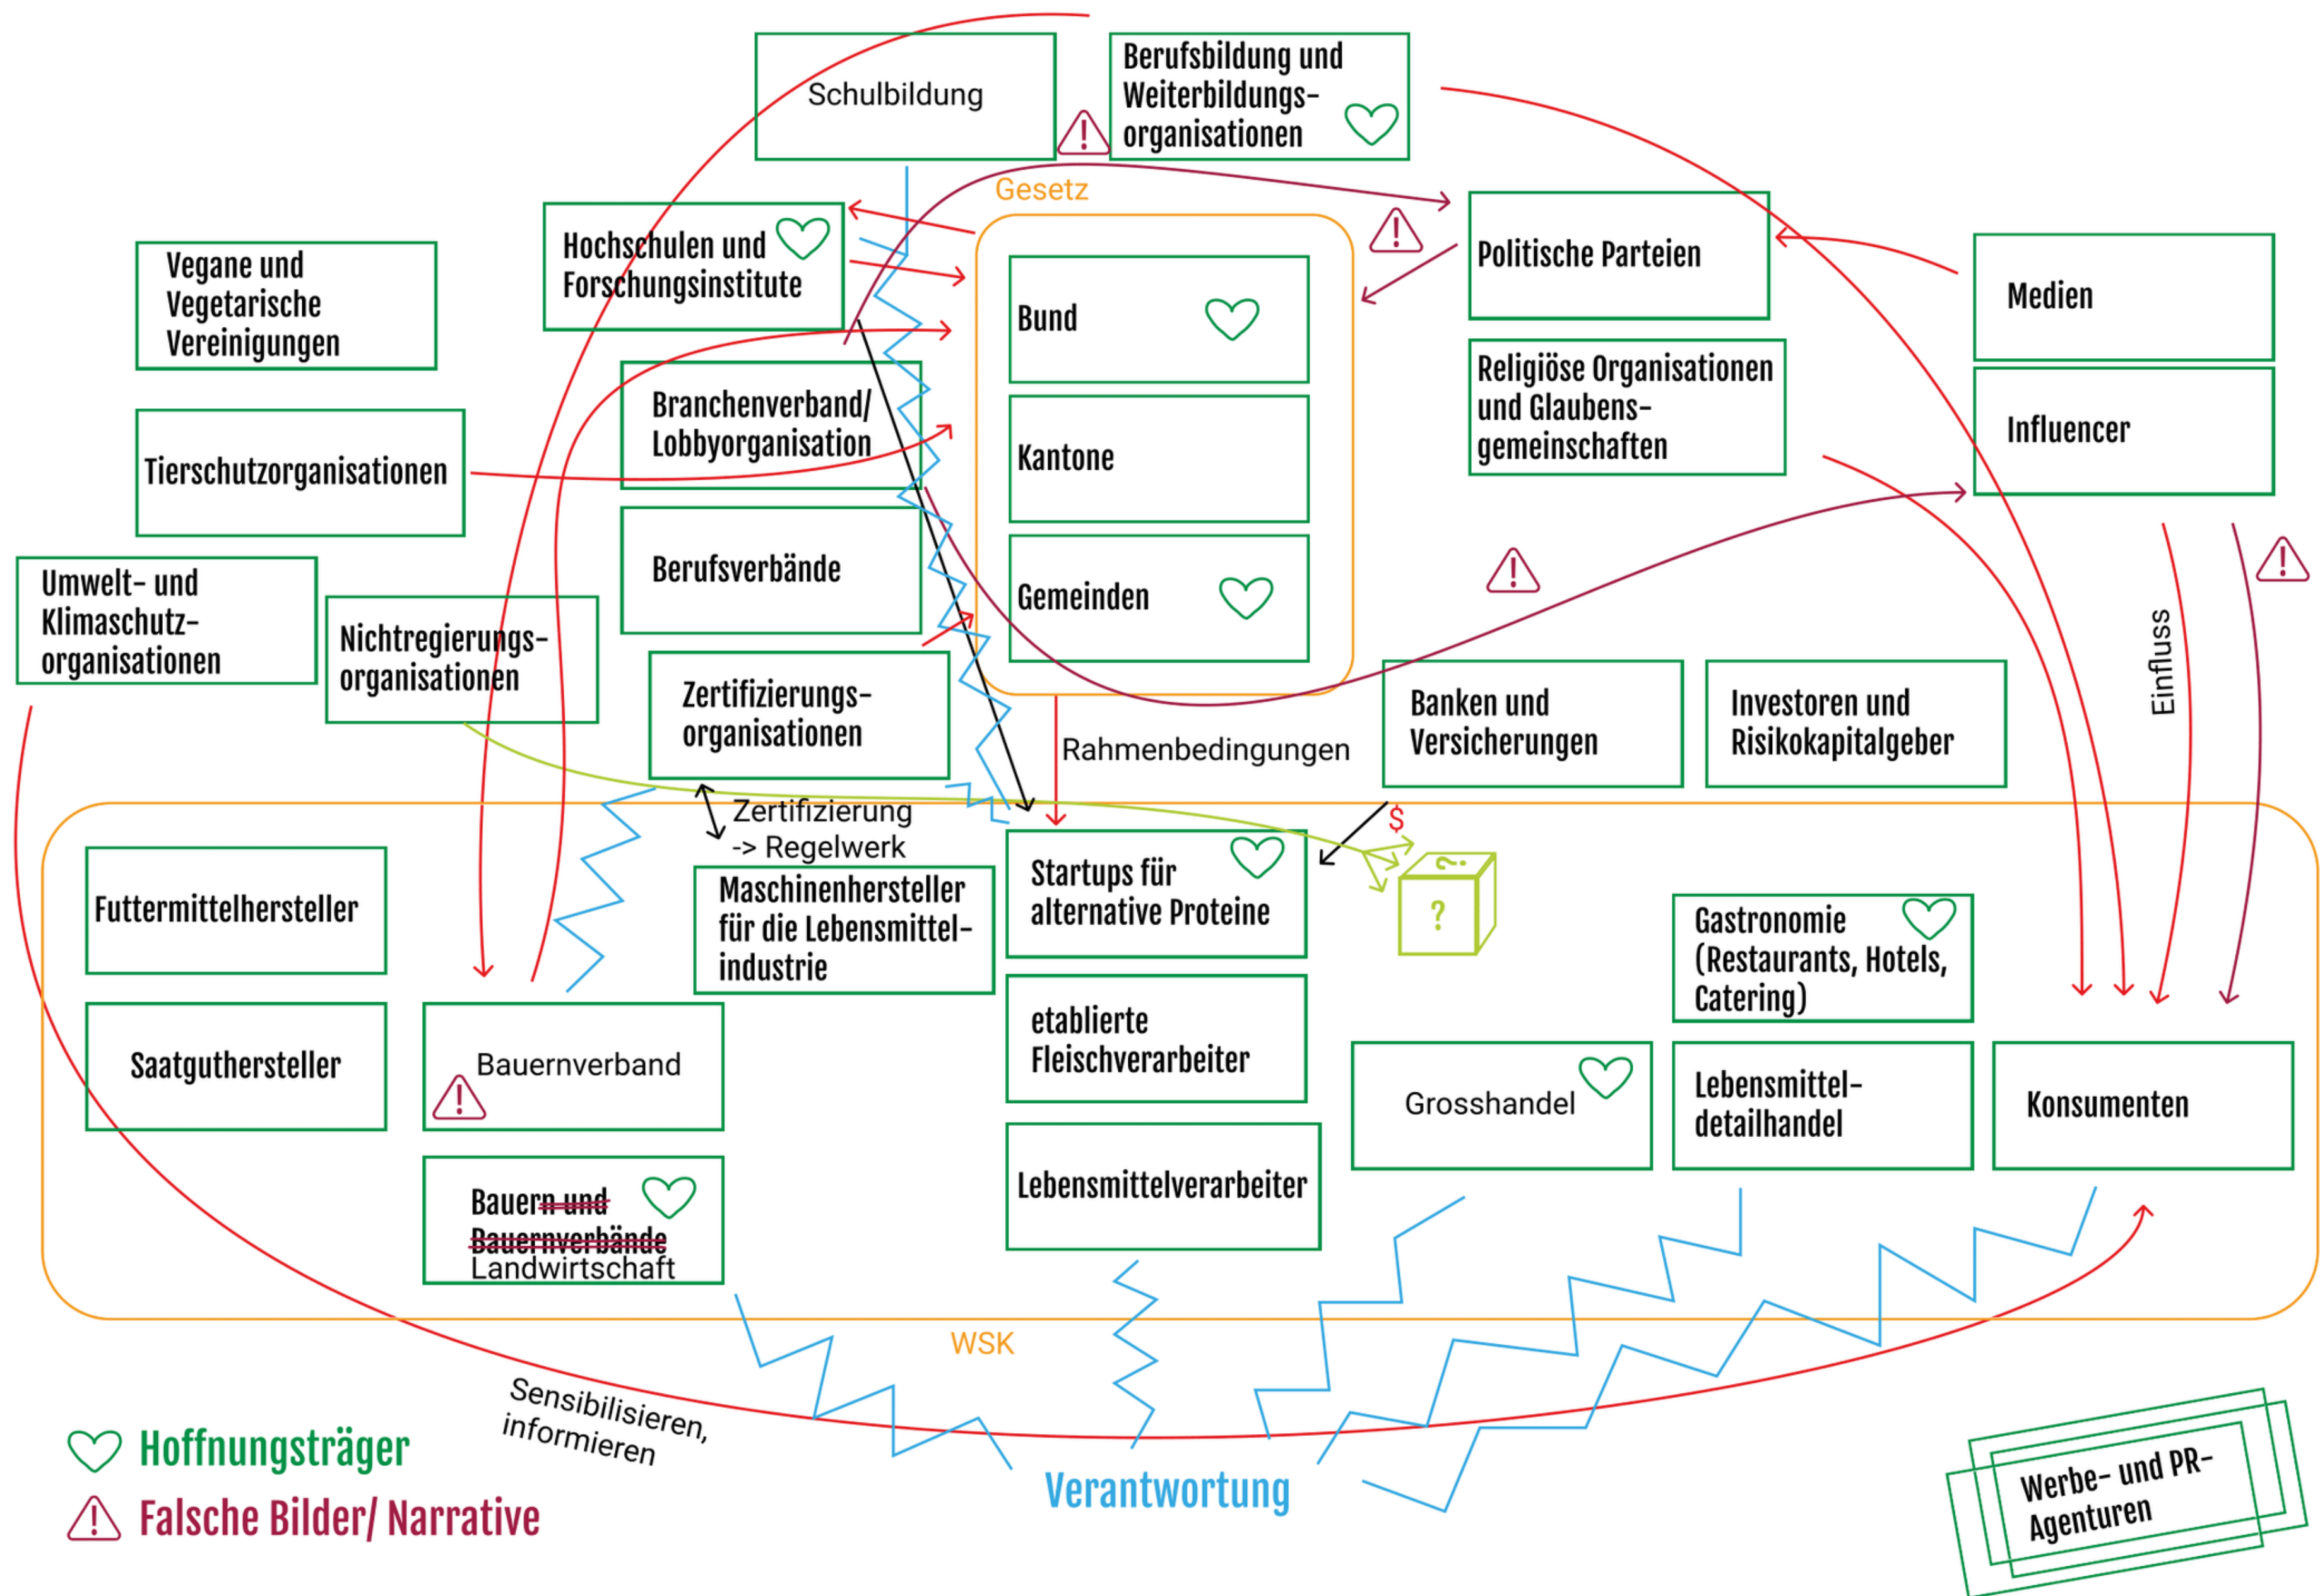 Schulbildung
Berufsbildung und
Weiterbildungs-
organisationen
Gesetz
Hochschulen und
Forschungsinstitute
Vegane und
Vegetarische
Vereinigungen
Bund
Politische Parteien
Medien
Religiöse Organisationen
und Glaubens-
gemeinschaften
Branchenverband/
Lobbyorganisation
Influencer
Tierschutzorganisationen
Kantone
Berufsverbände
Gemeinden
Umwelt- und
Klimaschutz-
organisationen
Nichtregierungs-
organisationen
Einfluss
Zertifizierungs-
organisationen
Banken und
Versicherungen
Investoren und
Risikokapitalgeber
Rahmenbedingungen
Zertifizierung
-> Regelwerk
$
Futtermittelhersteller
Maschinenhersteller
für die Lebensmittel-
industrie
Startups für
alternative Proteine
?
?
Gastronomie
(Restaurants, Hotels,
Catering)
Saatguthersteller
Bauernverband
etablierte
Fleischverarbeiter
Grosshandel
Lebensmittel-
detailhandel
Konsumenten
Bauern und
Bauernverbände
Landwirtschaft
Lebensmittelverarbeiter
WSK
Sensibilisieren,
informieren
Hoffnungsträger
Falsche Bilder/ Narrative
Verantwortung
Werbe- und PR-
Agenturen